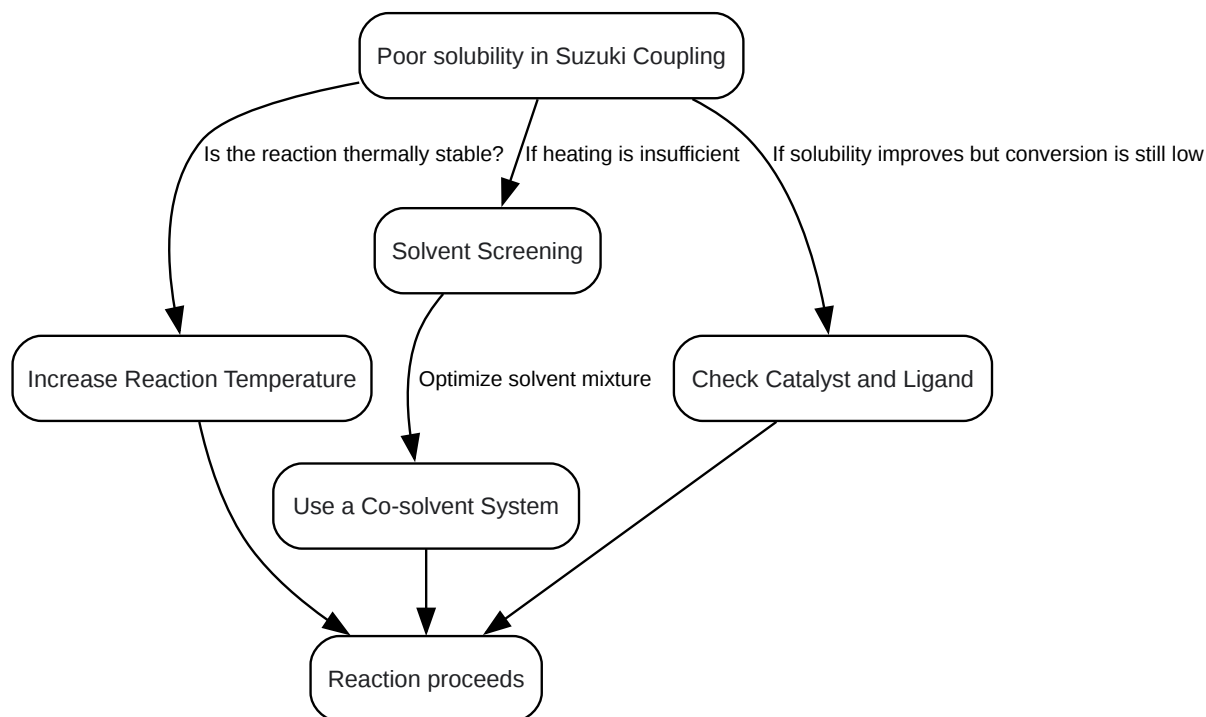 Poor solubility in Suzuki Coupling
Is the reaction thermally stable?
If heating is insufficient
If solubility improves but conversion is still low
Solvent Screening
Increase Reaction Temperature
Optimize solvent mixture
Check Catalyst and Ligand
Use a Co-solvent System
Reaction proceeds